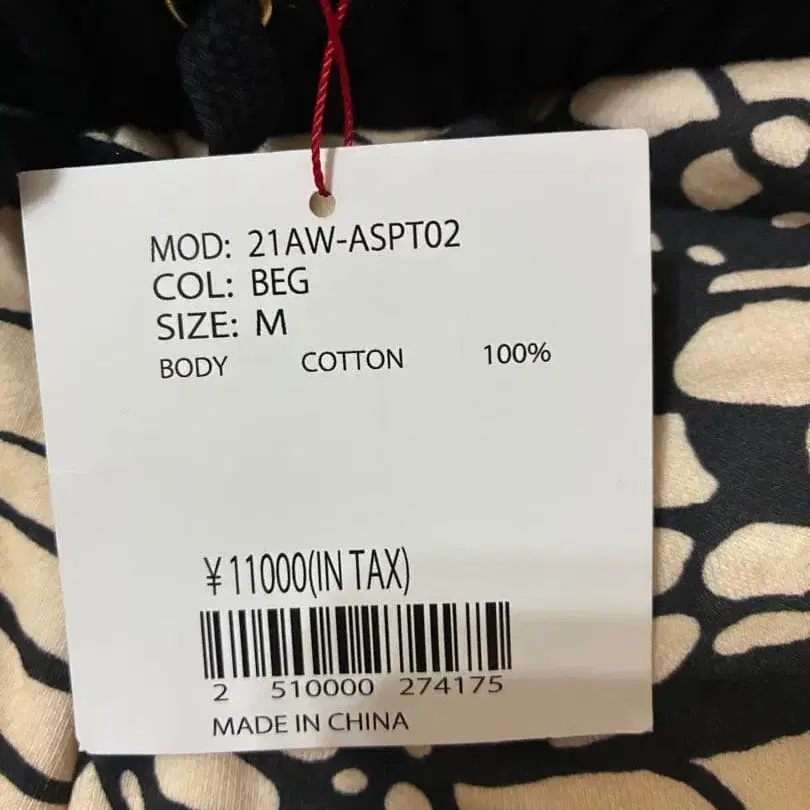 MOD: 21AW-ASPT02
COL: BEG
SIZE: M
BODY COTTON 100%
¥11000(IN TAX)
2 510000 274175
MADE IN CHINA